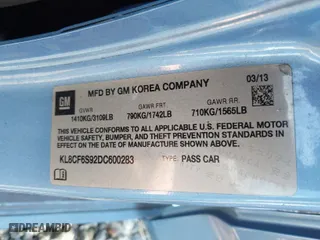 GM
MFD BY GM KOREA COMPANY
03/13
GVWR GAWR FRT. GAWR RR
1410KG/3109LB 790KG/1742LB 710KG/1565LB
THIS VEHICLE CONFORMS TO ALL APPLICABLE U.S. FEDERAL MOTOR
VEHICLE SAFETY, BUMPER, AND THEFT PREVENTION STANDARDS IN
EFFECT ON THE DATE OF MANUFACTURE SHOWN ABOVE.
KL8CF6S92DC600283
TYPE: PASS CAR
DREAMBID